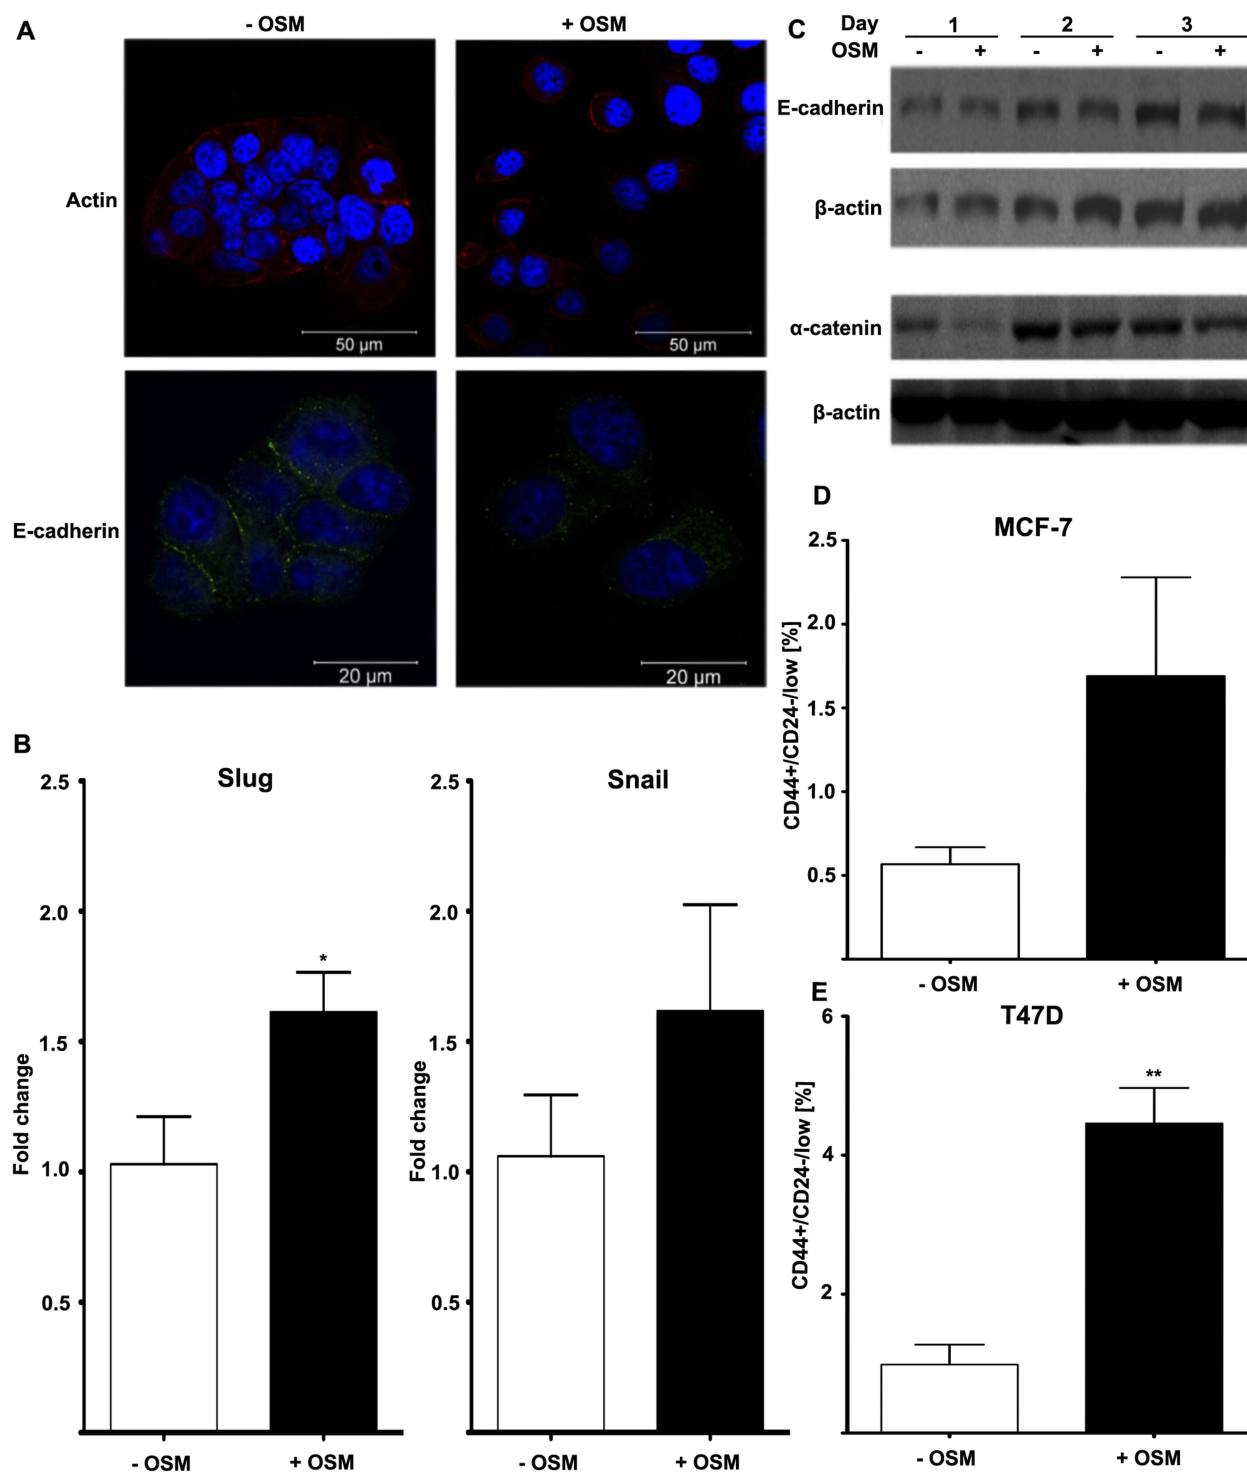 A
- OSM
+ OSM
Actin
50 µm
50 µm
E-cadherin
20 µm
20 µm
C
Day 1 2 3
OSM - + - + - +
E-cadherin
β-actin
α-catenin
β-actin
B
Slug
2.5
2.0
1.5
1.0
0.5
Fold change
*
- OSM
+ OSM
Snail
2.5
2.0
1.5
1.0
0.5
Fold change
- OSM
+ OSM
D
MCF-7
2.5
2.0
1.5
1.0
0.5
CD44+/CD24-/low [%]
- OSM
+ OSM
E
T47D
6
4
2
CD44+/CD24-/low [%]
**
- OSM
+ OSM